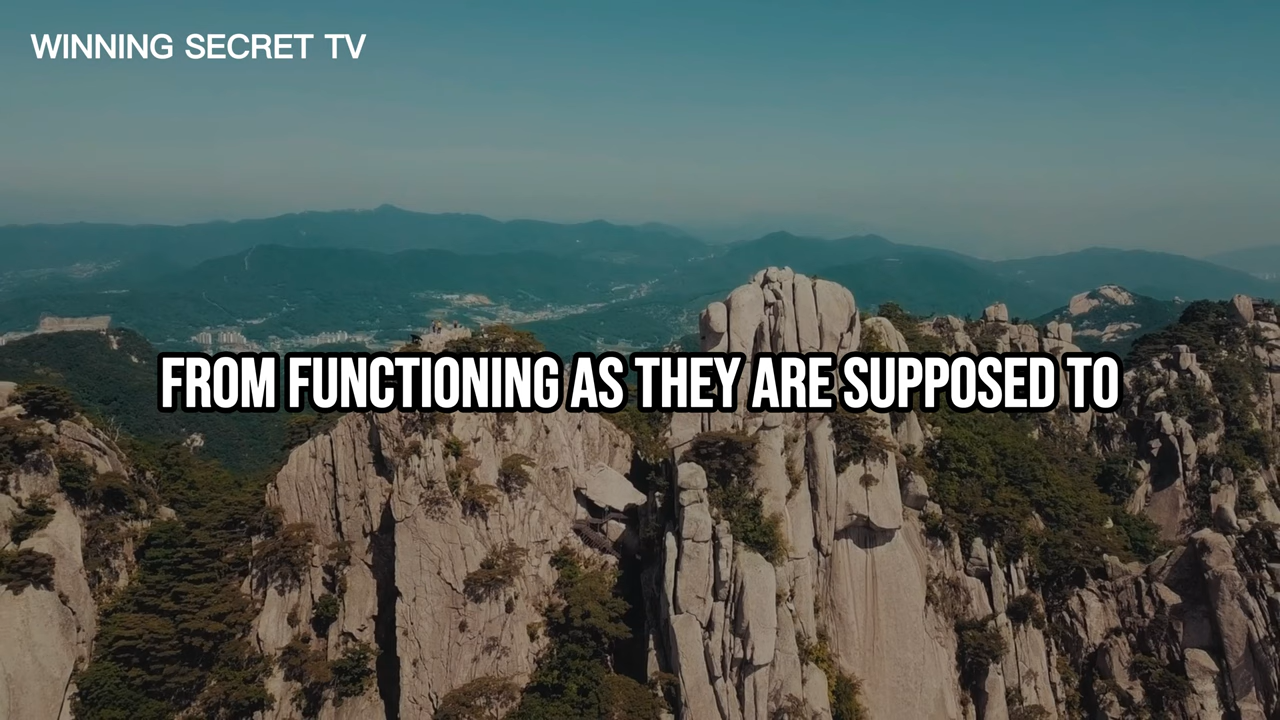 WINNING SECRET TV
FROM FUNCTIONING AS THEY ARE SUPPOSED TO